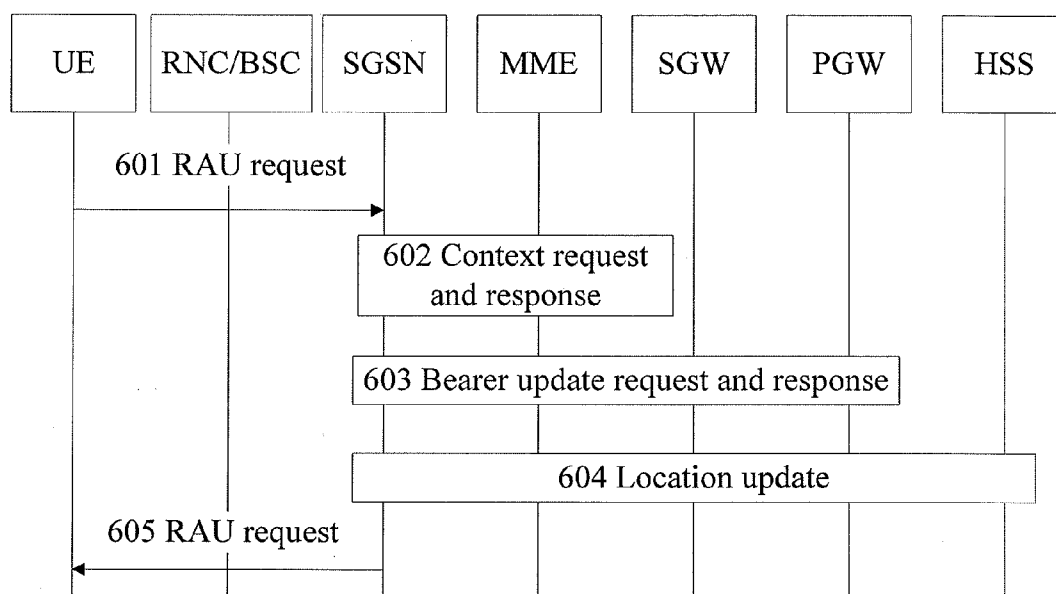 UE RNC/BSC SGSN MME SGW PGW HSS
601 RAU request
602 Context request
and response
603 Bearer update request and response
604 Location update
605 RAU request